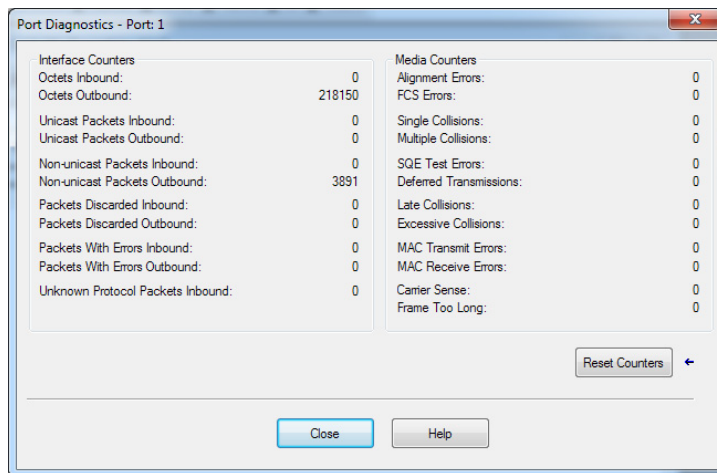 Port Diagnostics - Port: 1
Interface Counters
Octets Inbound: 0
Octets Outbound: 218150
Unicast Packets Inbound: 0
Unicast Packets Outbound: 0
Non-unicast Packets Inbound: 0
Non-unicast Packets Outbound: 3891
Packets Discarded Inbound: 0
Packets Discarded Outbound: 0
Packets With Errors Inbound: 0
Packets With Errors Outbound: 0
Unknown Protocol Packets Inbound: 0
Media Counters
Alignment Errors: 0
FCS Errors: 0
Single Collisions: 0
Multiple Collisions: 0
SQE Test Errors: 0
Deferred Transmissions: 0
Late Collisions: 0
Excessive Collisions: 0
MAC Transmit Errors: 0
MAC Receive Errors: 0
Carrier Sense: 0
Frame Too Long: 0
Reset Counters ←
Close
Help